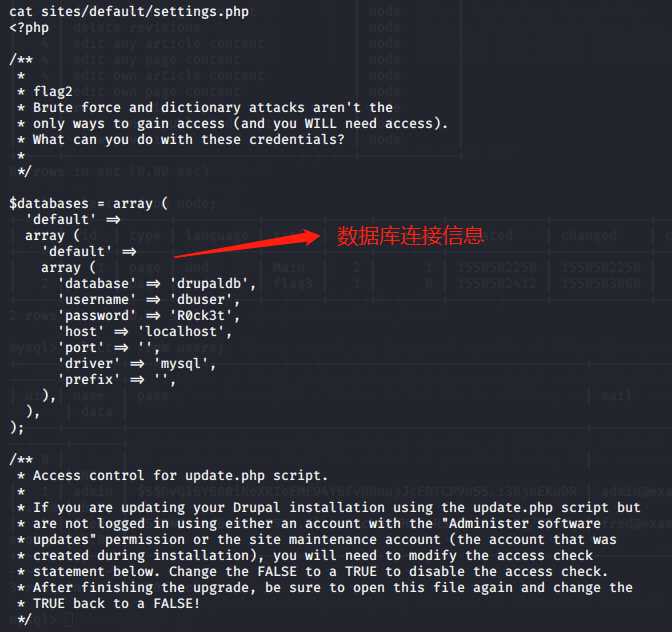 cat sites/default/settings.php
<?php
/**
 *
 * flag2
 * Brute force and dictionary attacks aren't the
 * only ways to gain access (and you WILL need access).
 * What can you do with these credentials?
 *
 */
$databases = array (
  'default' =>
  array (
    'default' =>
    array (
      'database' => 'drupaldb',
      'username' => 'dbuser',
      'password' => 'R0ck3t',
      'host' => 'localhost',
      'port' => '',
      'driver' => 'mysql',
      'prefix' => '',
    ),
  ),
);
数据库连接信息
/**
 * Access control for update.php script.
 *
 * If you are updating your Drupal installation using the update.php script but
 * are not logged in using either an account with the "Administer software
 * updates" permission or the site maintenance account (the account that was
 * created during installation), you will need to modify the access check
 * statement below. Change the FALSE to a TRUE to disable the access check.
 * After finishing the upgrade, be sure to open this file again and change the
 * TRUE back to a FALSE!
 */